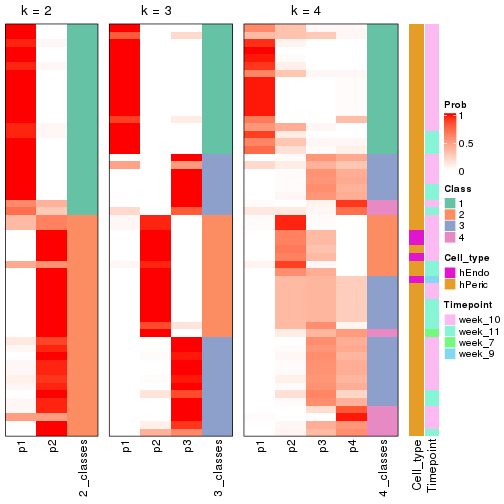 k = 2
k = 3
k = 4
p1
p2
2_classes
p1
p2
p3
3_classes
p1
p2
p3
p4
4_classes
Cell_type
Timepoint
Prob
1
0.5
0
Class
1
2
3
4
Cell_type
hEndo
hPeric
Timepoint
week_10
week_11
week_7
week_9